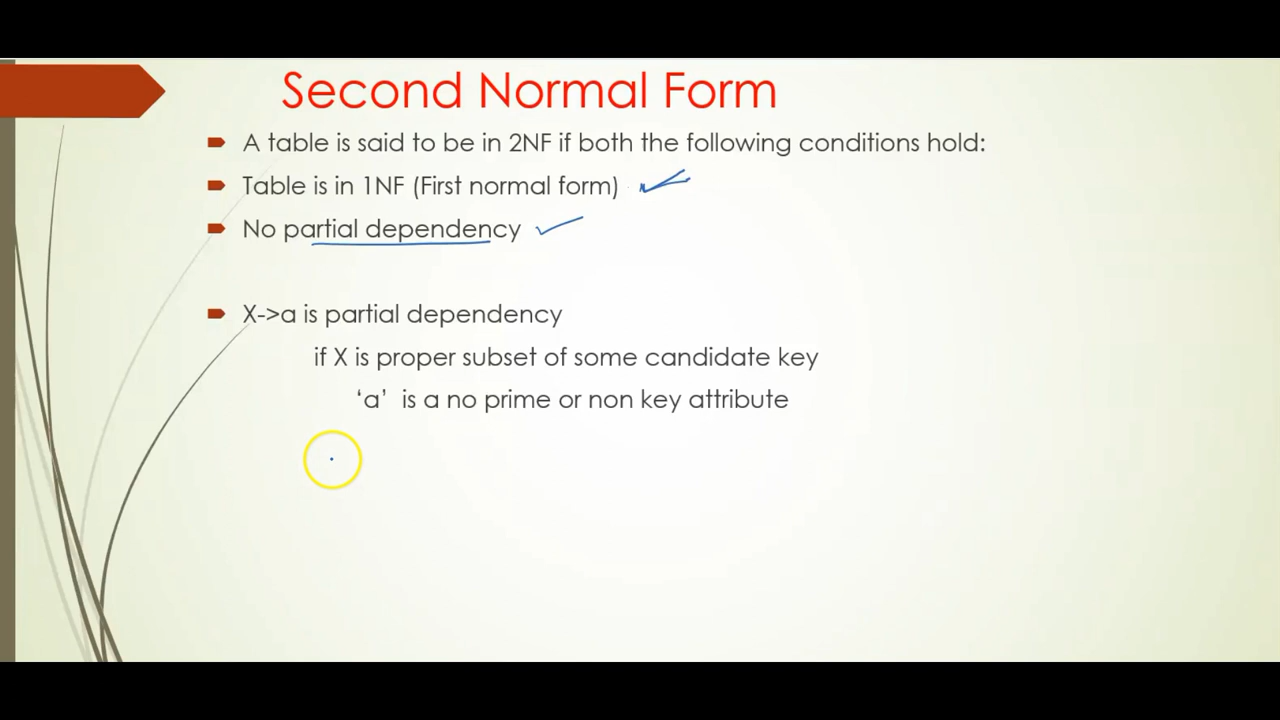 Second Normal Form
A table is said to be in 2NF if both the following conditions hold:
Table is in 1NF (First normal form)
No partial dependency
X->a is partial dependency
if X is proper subset of some candidate key
‘a’ is a no prime or non key attribute